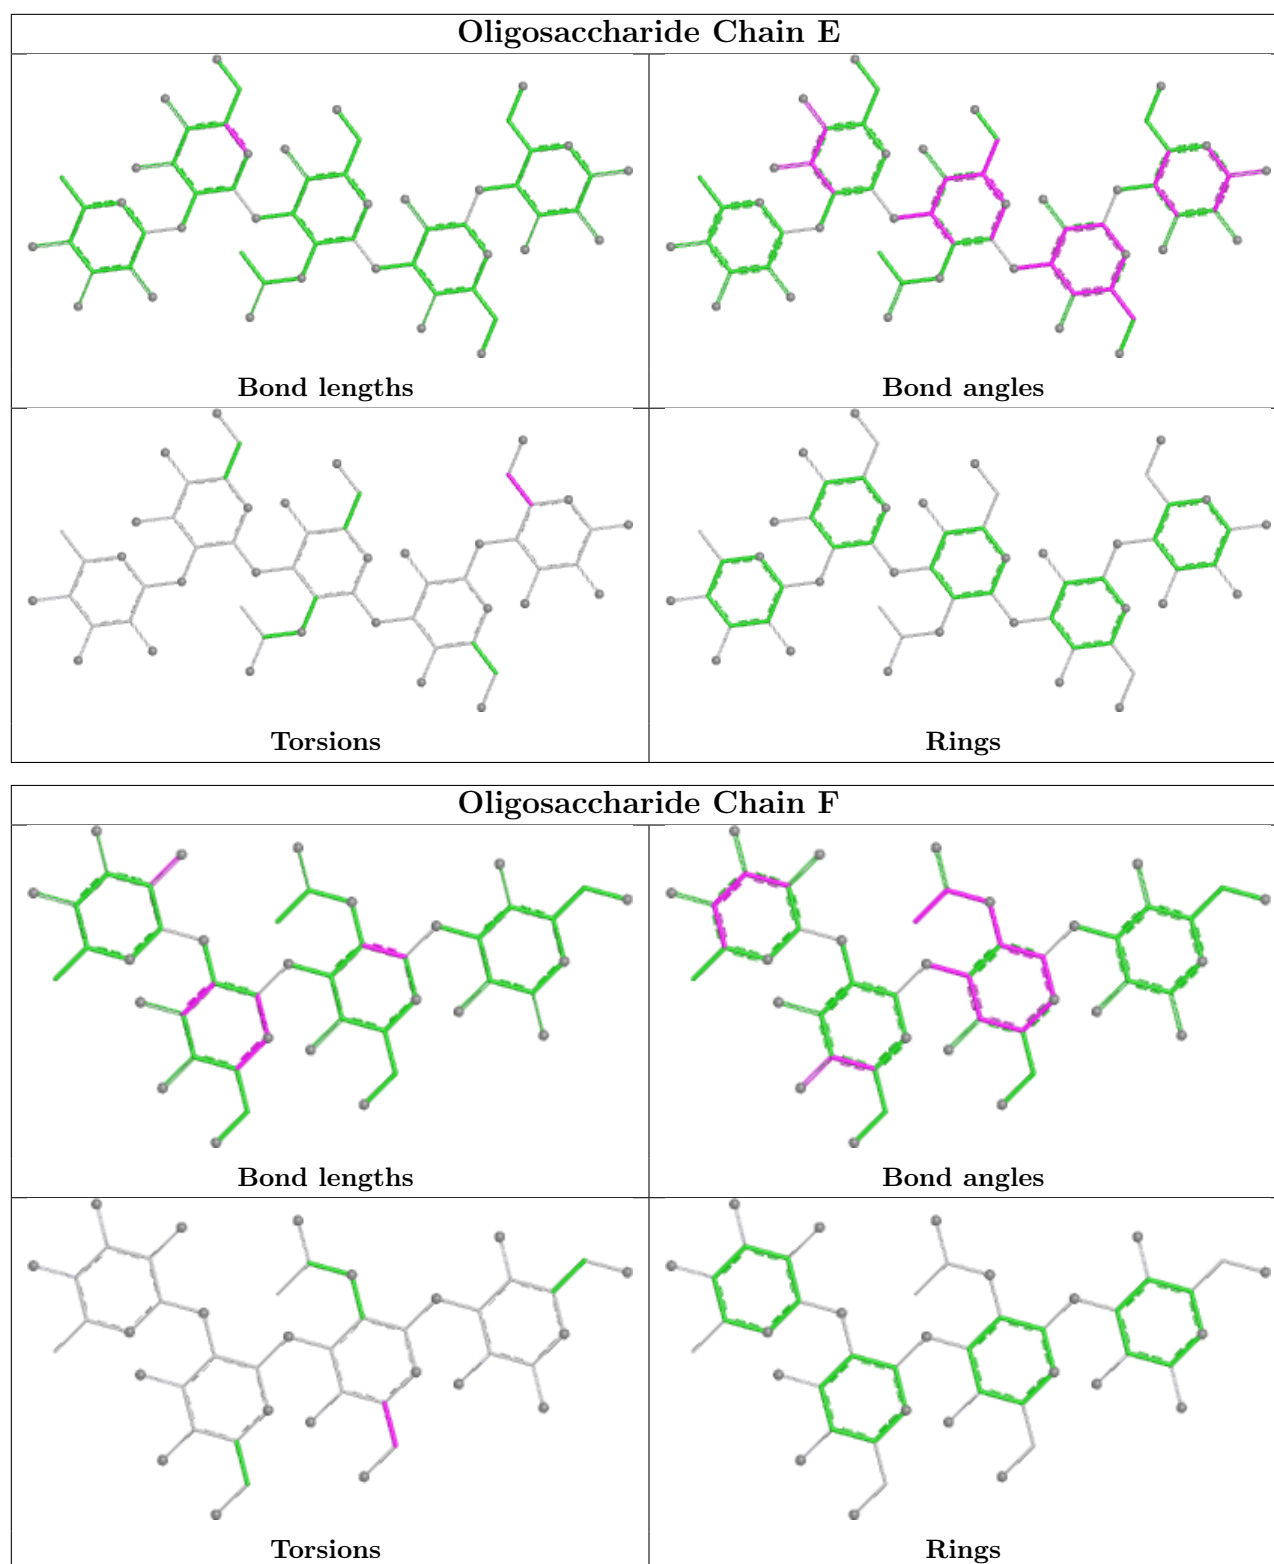 Oligosaccharide Chain E
Bond lengths
Bond angles
Torsions
Rings
Oligosaccharide Chain F
Bond lengths
Bond angles
Torsions
Rings